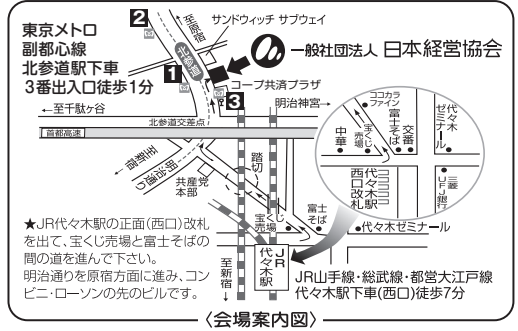 東京メトロ
副都心線
北参道駅下車
3番出入口徒歩1分
2
至原宿
サンドウィッチ サブウェイ
北参道
一般社団法人 日本経営協会
1
コープ共済プラザ
3
←至千駄ヶ谷
明治神宮→
北参道交差点
首都高速
至新宿
明治通り
共産党
本部
踏切
ココカラ
ファイン
富士そば
交番
代々木
ゼミナール
中華
宝くじ
売場
代々木駅
西口改札
三菱
UFJ銀行
★JR代々木駅の正面(西口)改札
を出て、宝くじ売場と富士そばの
間の道を進んで下さい。
明治通りを原宿方面に進み、コン
ビニ・ローソンの先のビルです。
宝くじ
売場
富士
そば
代々木ゼミナール
至新宿
JR
代々木駅
JR山手線・総武線・都営大江戸線
代々木駅下車(西口)徒歩7分
〈会場案内図〉